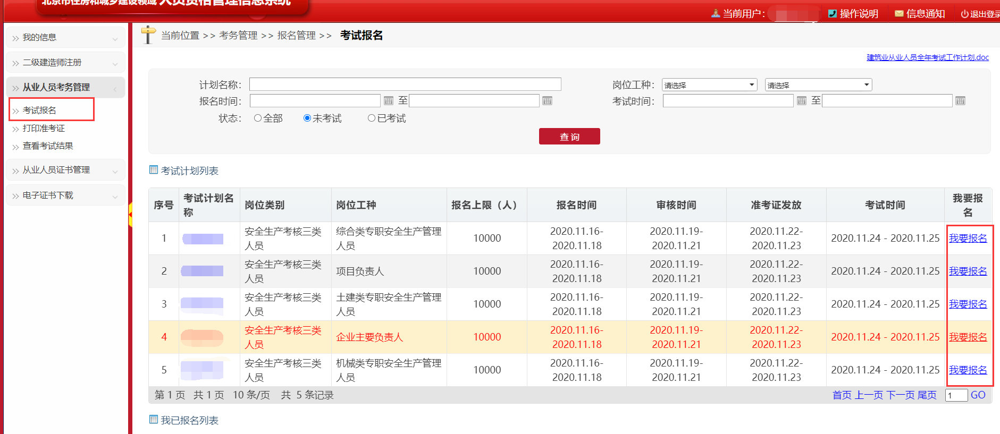 北京市住房和城乡建设领域 人员资格管理信息系统
当前用户：
操作说明
信息通知
退出登录
我的信息
二级建造师注册
从业人员考务管理
考试报名
打印准考证
查看考试结果
从业人员证书管理
电子证书下载
当前位置 >> 考务管理 >> 报名管理 >> 考试报名
建筑业从业人员全年考试工作计划.doc
计划名称：
岗位工种： 请选择 请选择
报名时间： 至
考试时间： 至
状态： 全部 未考试 已考试
查 询
考试计划列表
序号 考试计划名称 岗位类别 岗位工种 报名上限（人） 报名时间 审核时间 准考证发放 考试时间 我要报名
1 安全生产考核三类人员 综合类专职安全生产管理人员 10000 2020.11.16-2020.11.18 2020.11.19-2020.11.21 2020.11.22-2020.11.23 2020.11.24 - 2020.11.25 我要报名
2 安全生产考核三类人员 项目负责人 10000 2020.11.16-2020.11.18 2020.11.19-2020.11.21 2020.11.22-2020.11.23 2020.11.24 - 2020.11.25 我要报名
3 安全生产考核三类人员 土建类专职安全生产管理人员 10000 2020.11.16-2020.11.18 2020.11.19-2020.11.21 2020.11.22-2020.11.23 2020.11.24 - 2020.11.25 我要报名
4 安全生产考核三类人员 企业主要负责人 10000 2020.11.16-2020.11.18 2020.11.19-2020.11.21 2020.11.22-2020.11.23 2020.11.24 - 2020.11.25 我要报名
5 安全生产考核三类人员 机械类专职安全生产管理人员 10000 2020.11.16-2020.11.18 2020.11.19-2020.11.21 2020.11.22-2020.11.23 2020.11.24 - 2020.11.25 我要报名
第 1 页 共 1 页 10 条/页 共 5 条记录
首页 上一页 下一页 尾页 1 GO
我已报名列表